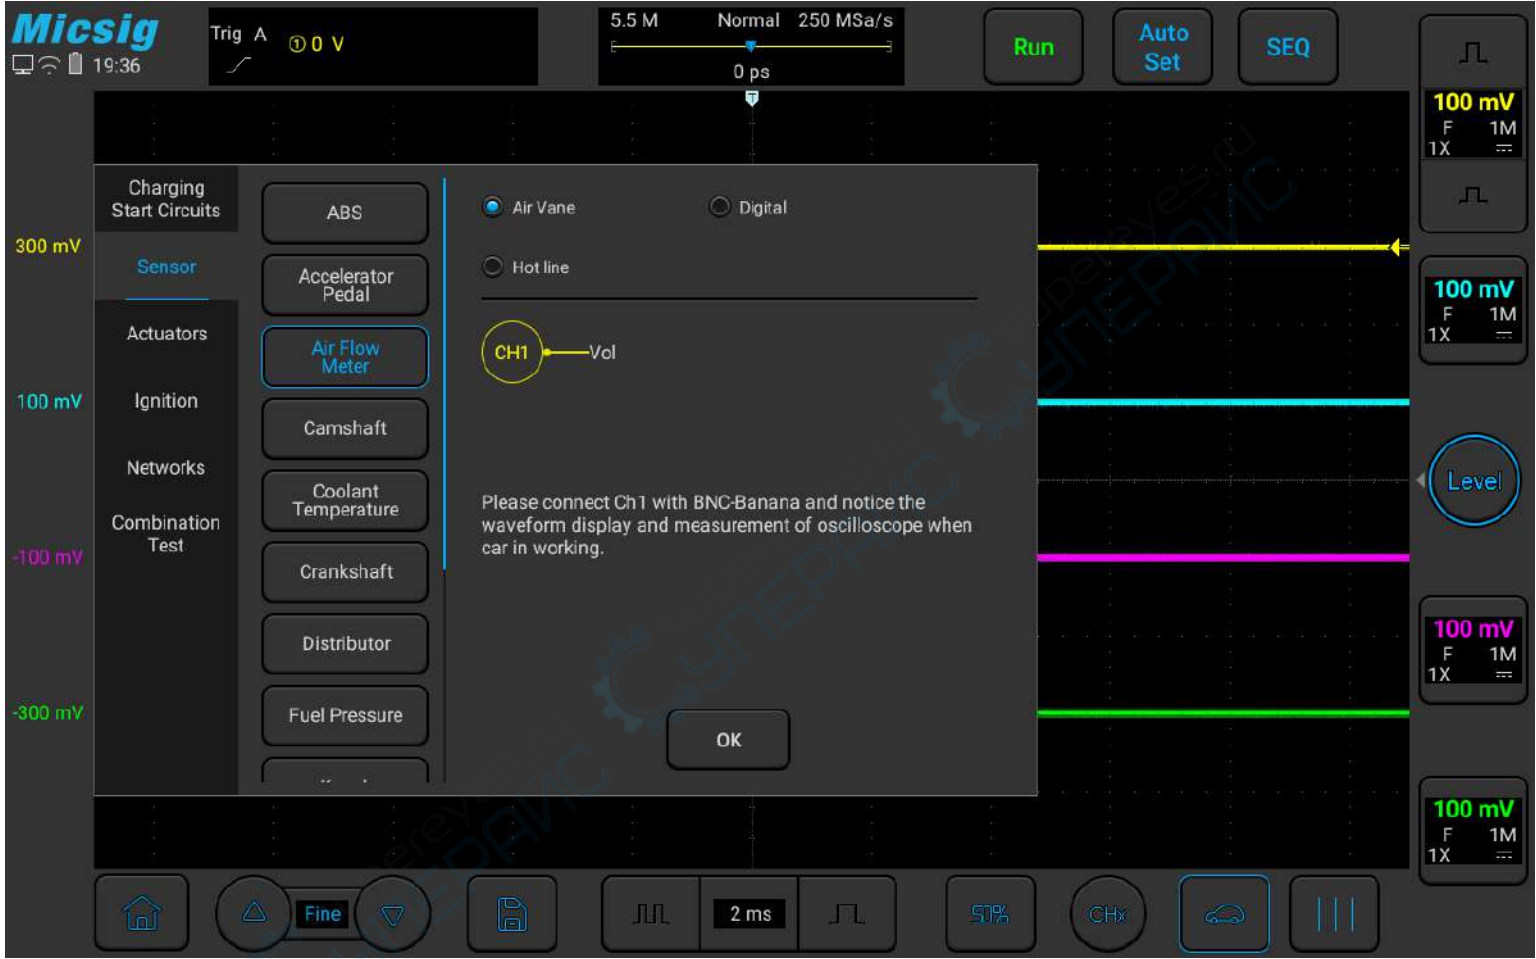 Micsig
19:36
Trig A
① 0 V
5.5 M Normal 250 MSa/s
0 ps
T
Run
Auto
Set
SEQ
100 mV
F 1M
1X
300 mV
100 mV
-100 mV
-300 mV
Charging
Start Circuits
Sensor
Actuators
Ignition
Networks
Combination
Test
ABS
Accelerator
Pedal
Air Flow
Meter
Camshaft
Coolant
Temperature
Crankshaft
Distributor
Fuel Pressure
Air Vane
Digital
Hot line
CH1
Vol
Please connect Ch1 with BNC-Banana and notice the
waveform display and measurement of oscilloscope when
car in working.
OK
100 mV
F 1M
1X
Level
100 mV
F 1M
1X
100 mV
F 1M
1X
Fine
2 ms
50%
CHX
supereyes.ru
СУПЕРАЙС